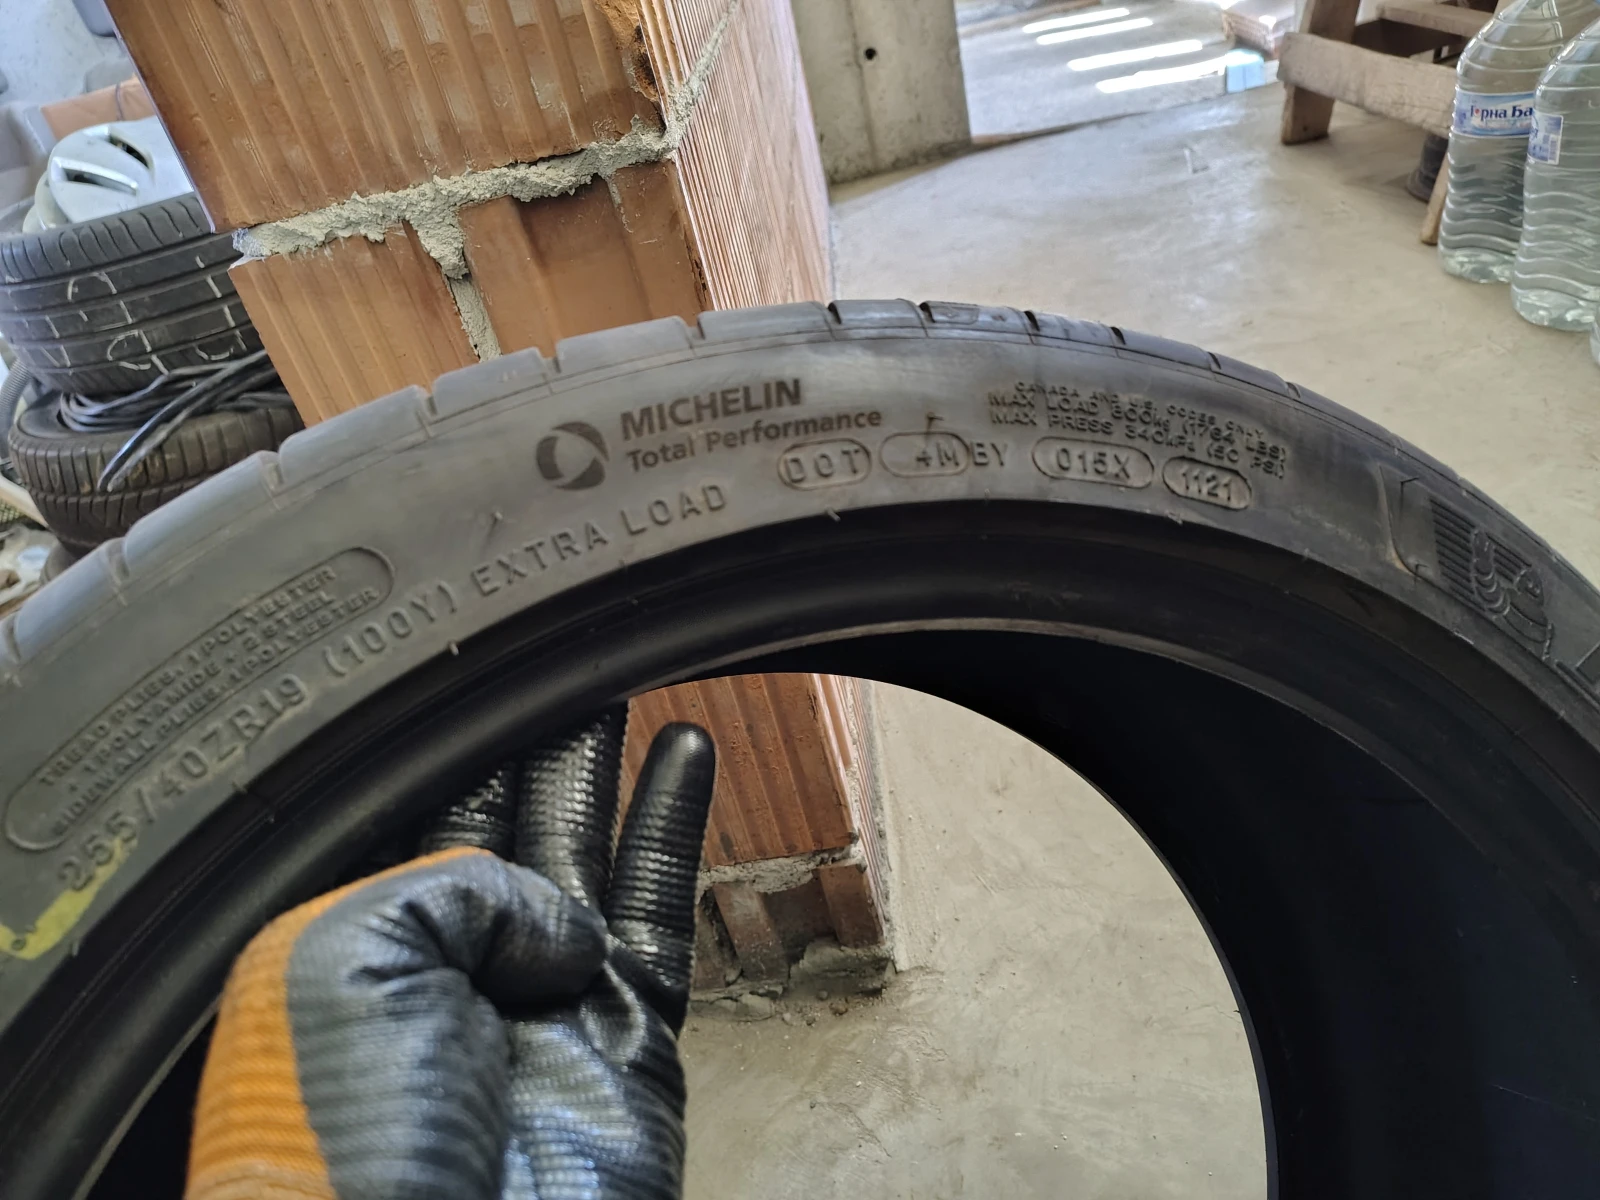 Горна Ба
MICHELIN
Total Performance
CANADA AND U.S. CODES ONLY
MAX LOAD 800kg (1764 LBS)
MAX PRESS 340kPa (50 PSI)
DOT 4M BY 015X 1121
TREAD PLIES: 1 POLYESTER
+ 1 POLYAMIDE + 2 STEEL
SIDEWALL PLIES: 1 POLYESTER
255/40ZR19 (100Y) EXTRA LOAD